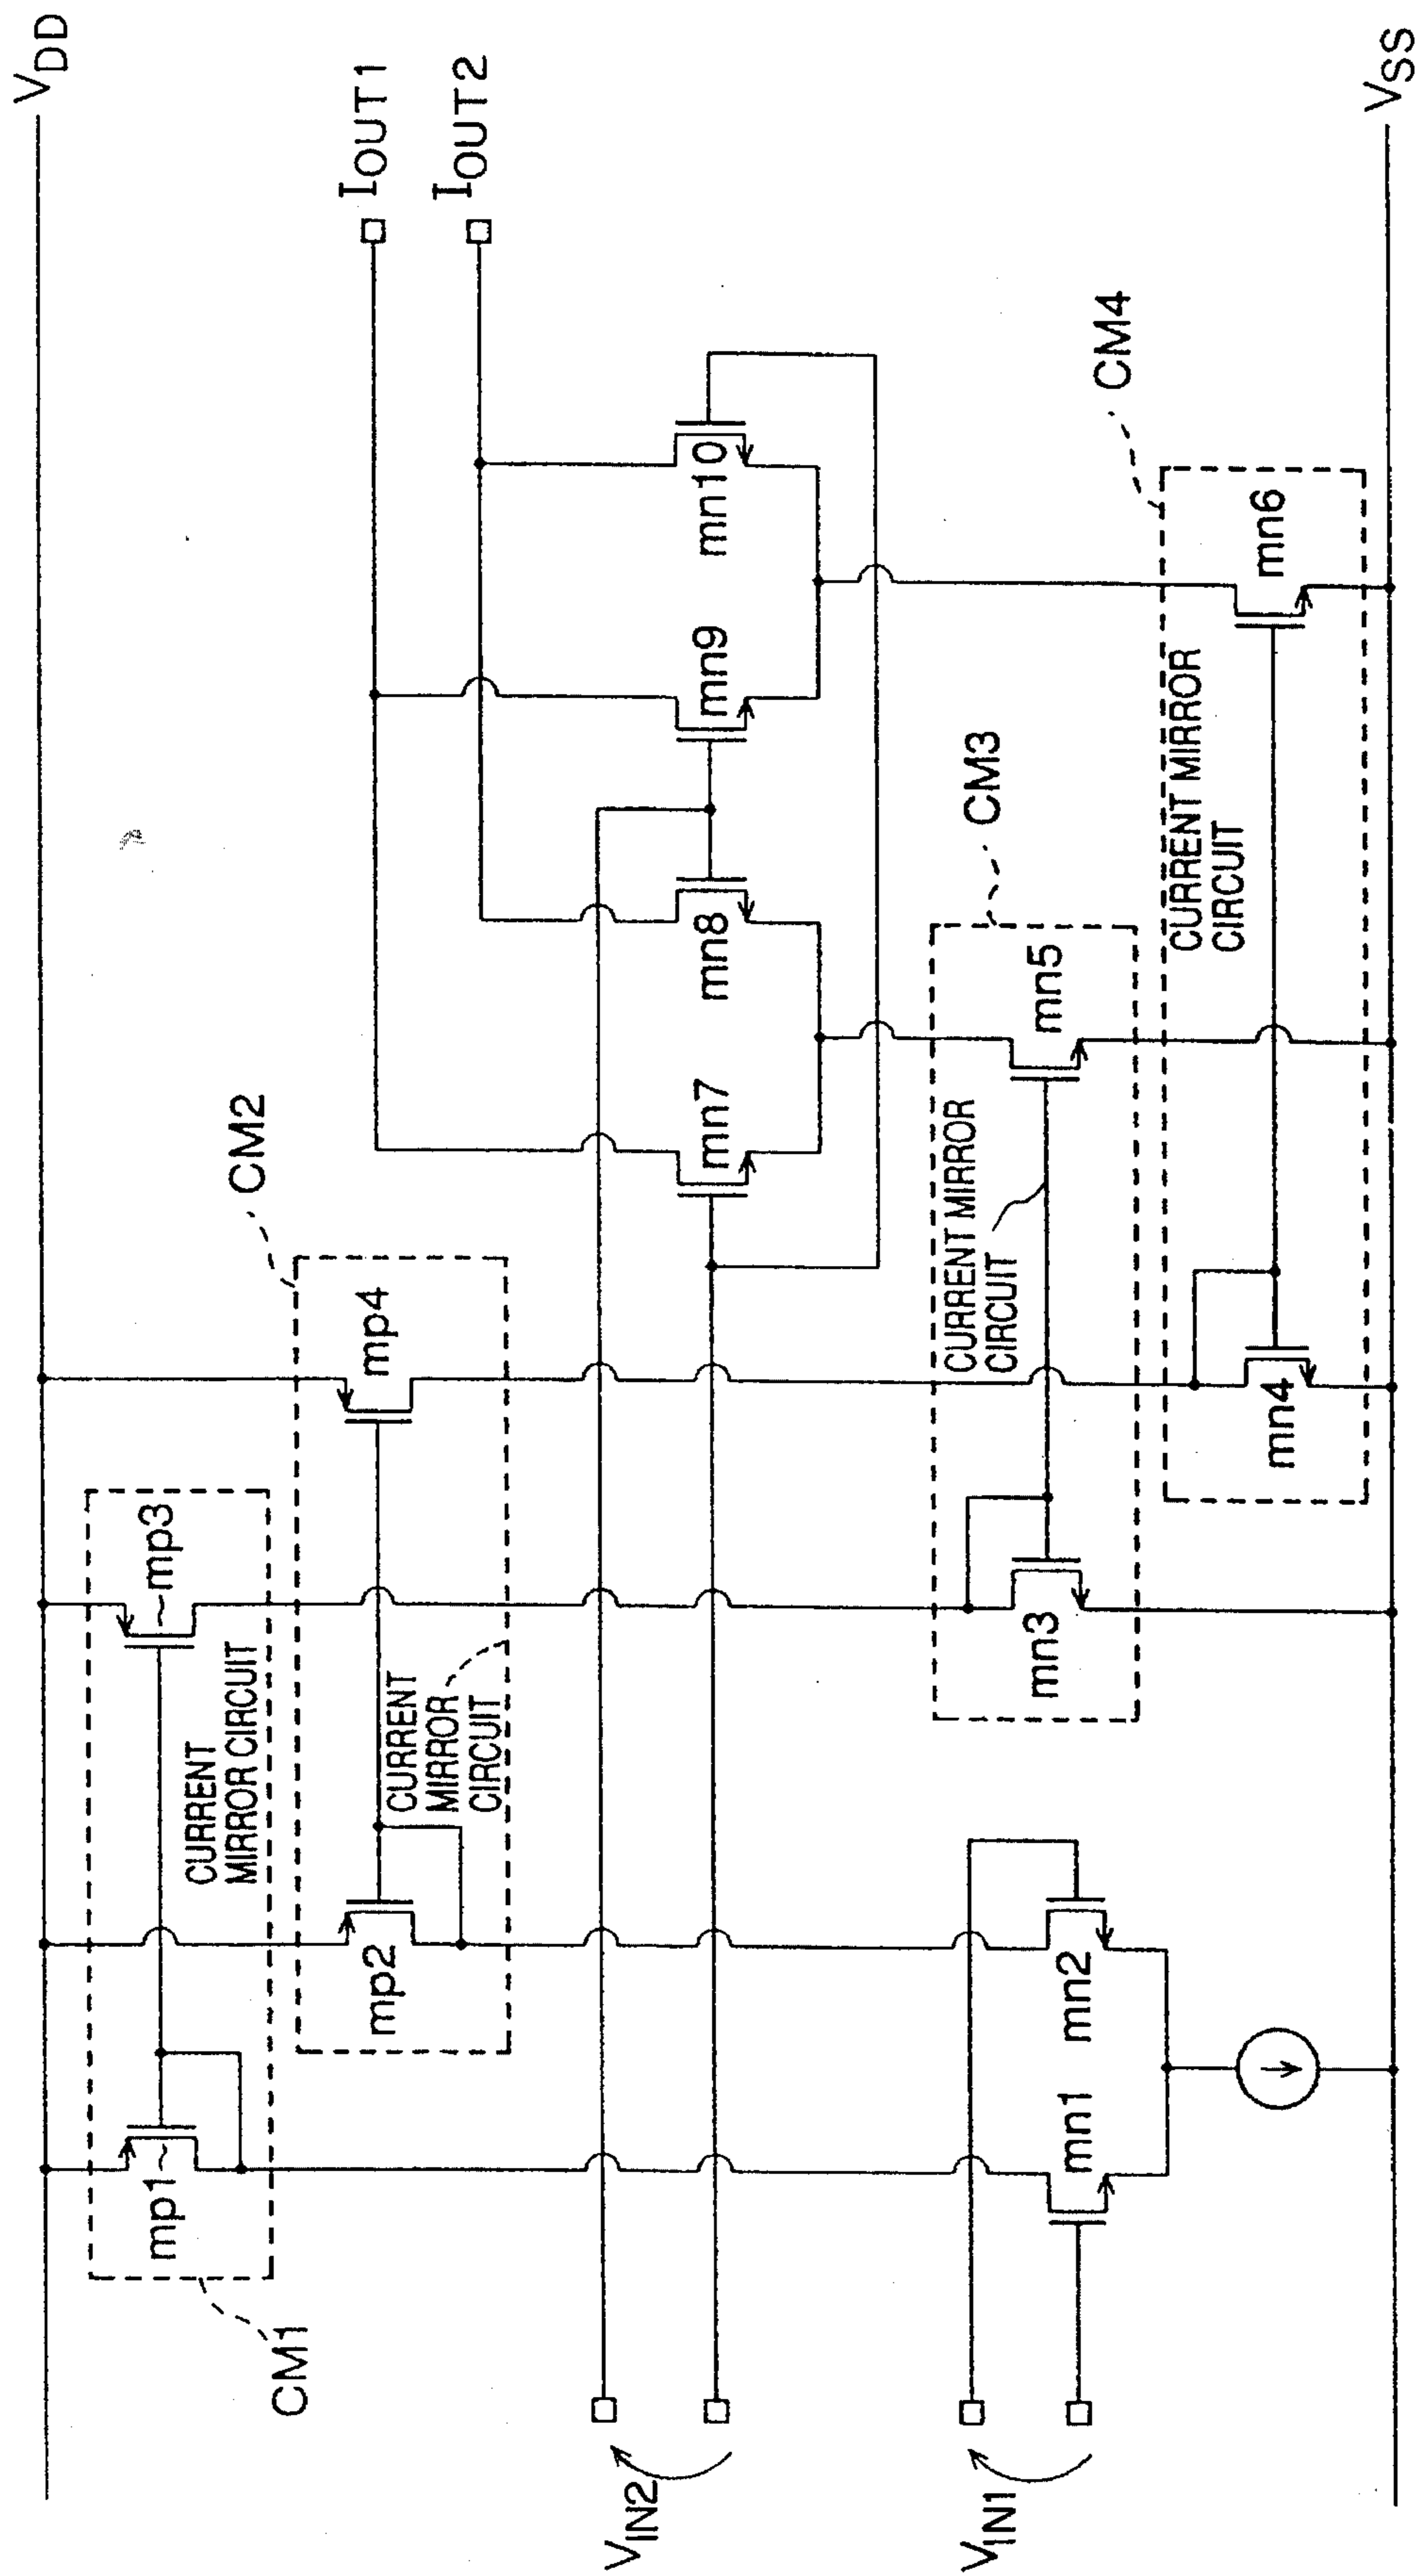 VDD
CM1
mp1
mp3
CURRENT
MIRROR CIRCUIT
IOUT1
IOUT2
CM2
mp2
mp4
CURRENT
MIRROR
CIRCUIT
VIN2
mn7
mn8
mn9
mn10
CM3
CM4
VIN1
mn1
mn2
mn3
CURRENT MIRROR
CIRCUIT
mn5
mn4
CURRENT MIRROR
CIRCUIT
mn6
VSS